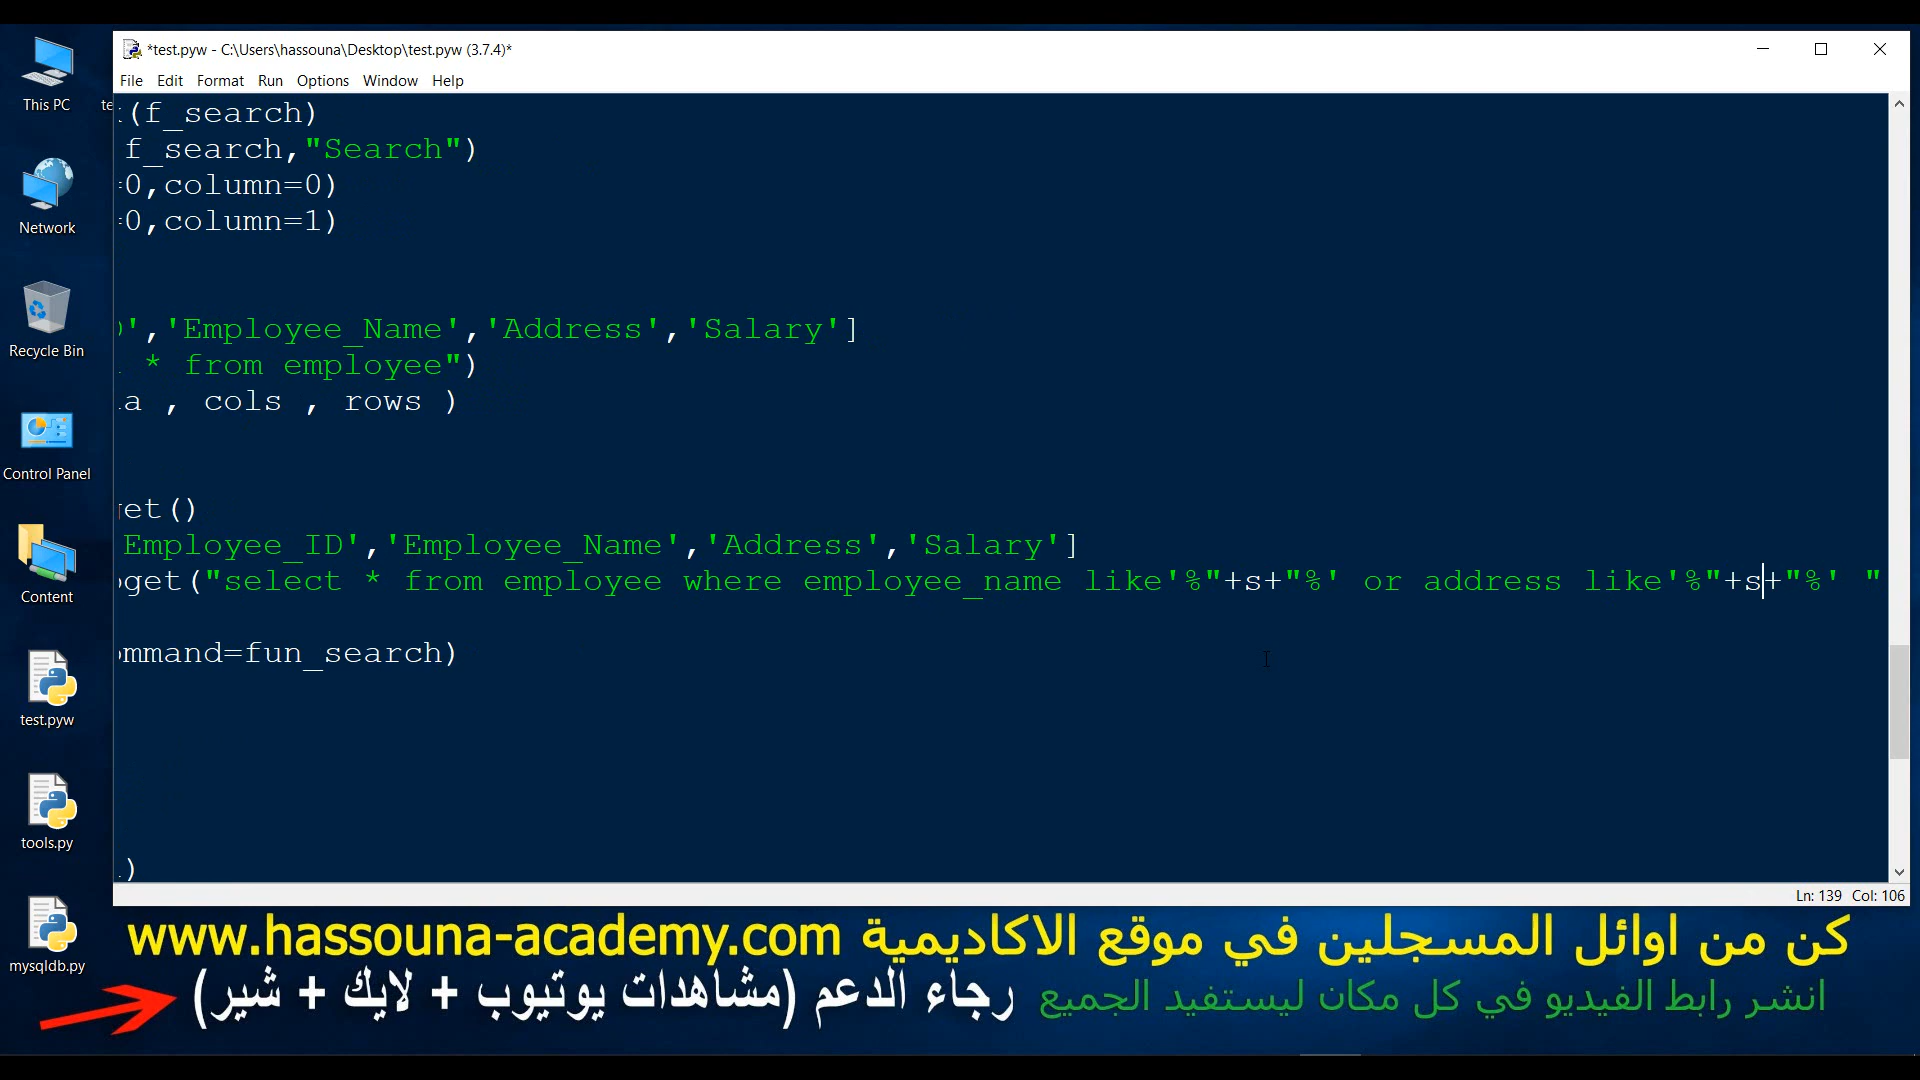 *test.pyw - C:\Users\hassouna\Desktop\test.pyw (3.7.4)*
File Edit Format Run Options Window Help
(f_search)
f_search,"Search")
=0,column=0)
=0,column=1)
','Employee_Name','Address','Salary']
* from employee")
a , cols , rows )
get()
Employee_ID','Employee_Name','Address','Salary']
get("select * from employee where employee_name like'%"+s+"%' or address like'%"+s+"%' "
ommand=fun_search)
)
Ln: 139 Col: 106
This PC
te
Network
Recycle Bin
Control Panel
Content
test.pyw
tools.py
mysqldb.py
كن من اوائل المسجلين في موقع الاكاديمية www.hassouna-academy.com
انشر رابط الفيديو في كل مكان ليستفيد الجميع رجاء الدعم (مشاهدات يوتيوب + لايك + شير)